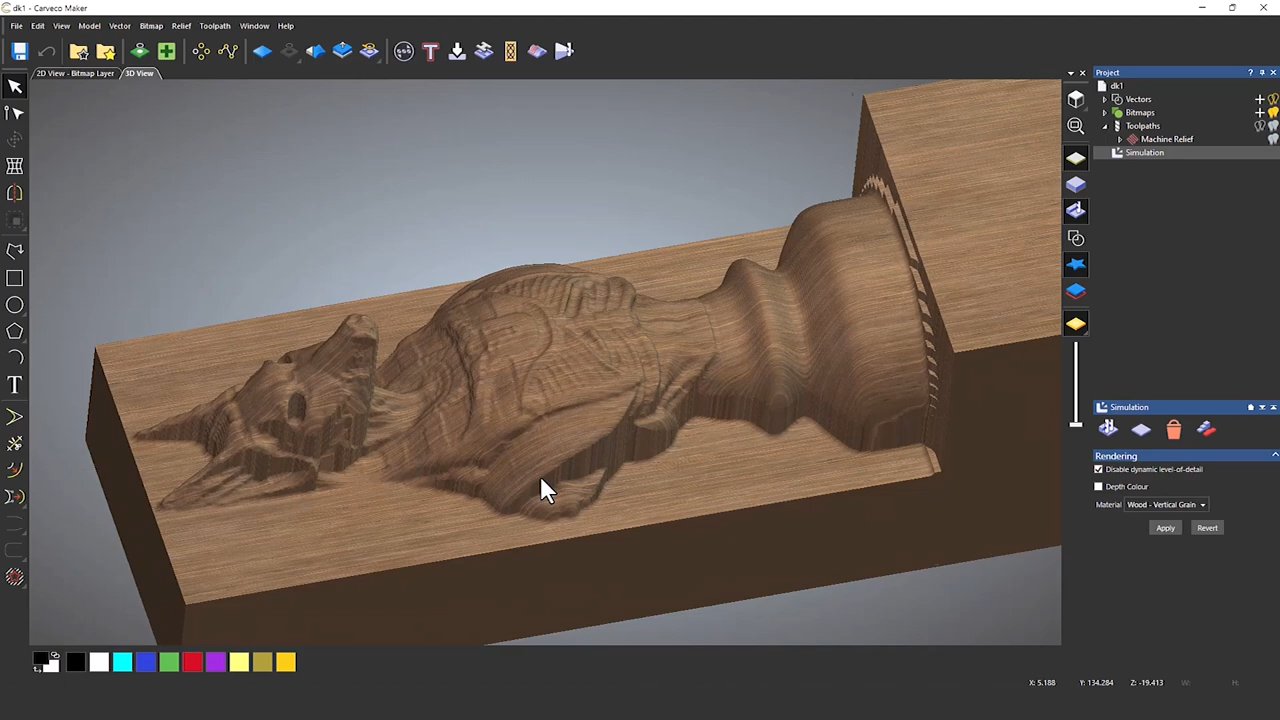 dk1 - Carveco Maker
File Edit View Model Vector Bitmap Relief Toolpath Window Help
2D View - Bitmap Layer 3D View
Project
dk1
Vectors
Bitmaps
Toolpaths
Machine Relief
Simulation
Simulation
Rendering
Disable dynamic level-of-detail
Depth Colour
Material Wood - Vertical Grain
Apply Revert
X: 5.188 Y: 134.284 Z: -19.413 W: H: